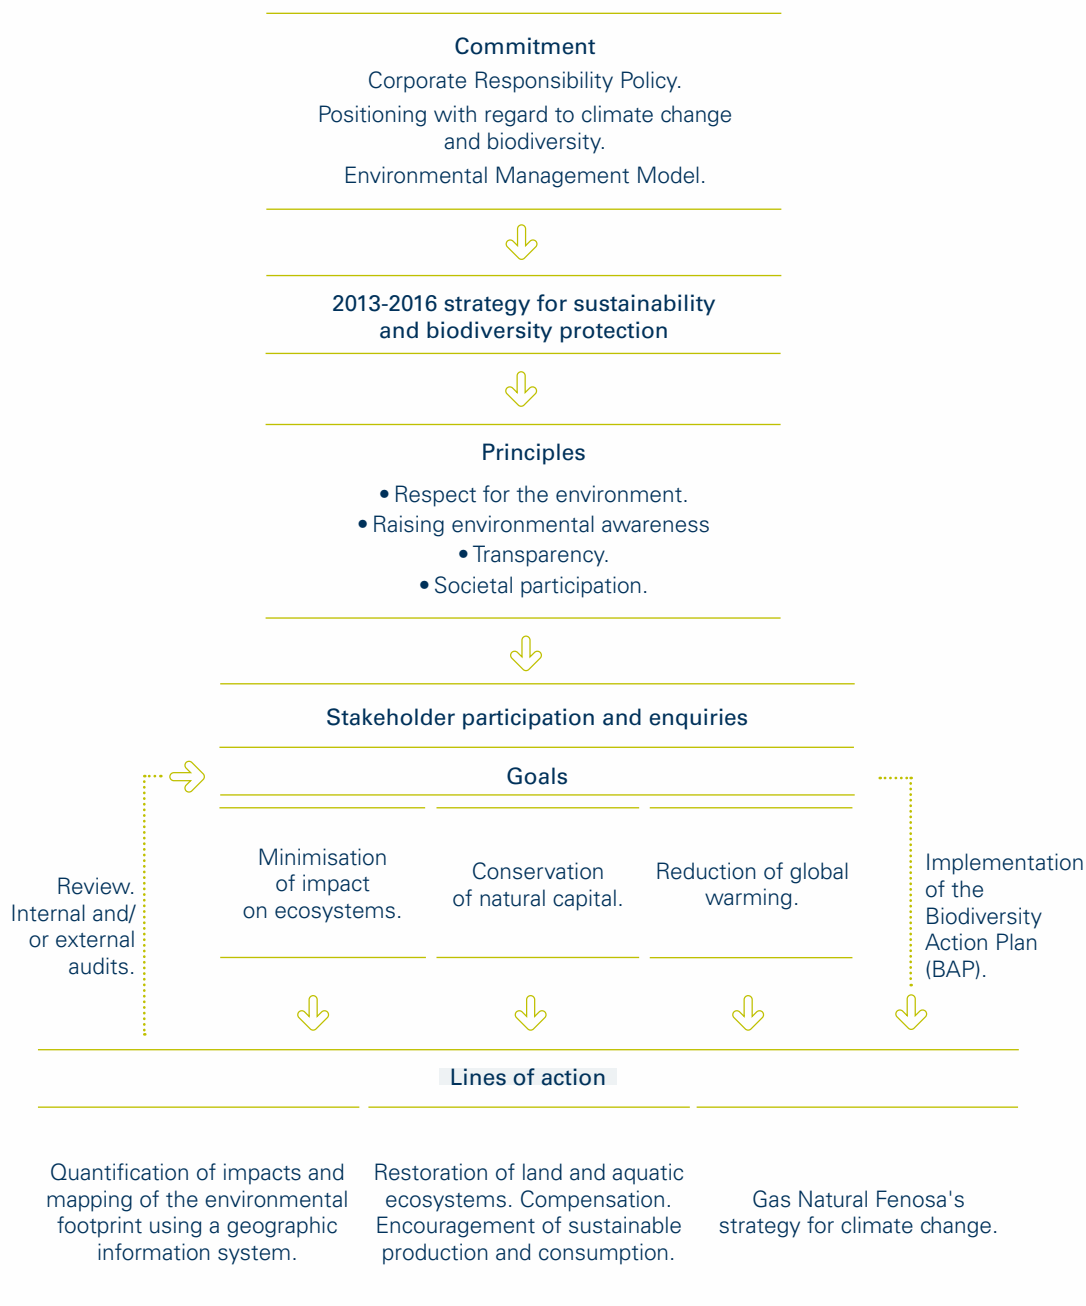 Commitment
Corporate Responsibility Policy.
Positioning with regard to climate change
and biodiversity.
Environmental Management Model.
2013-2016 strategy for sustainability
and biodiversity protection
Principles
• Respect for the environment.
• Raising environmental awareness
• Transparency.
• Societal participation.
Stakeholder participation and enquiries
Goals
Review.
Internal and/
or external
audits.
Minimisation
of impact
on ecosystems.
Conservation
of natural capital.
Reduction of global
warming.
Implementation
of the
Biodiversity
Action Plan
(BAP).
Lines of action
Quantification of impacts and
mapping of the environmental
footprint using a geographic
information system.
Restoration of land and aquatic
ecosystems. Compensation.
Encouragement of sustainable
production and consumption.
Gas Natural Fenosa's
strategy for climate change.